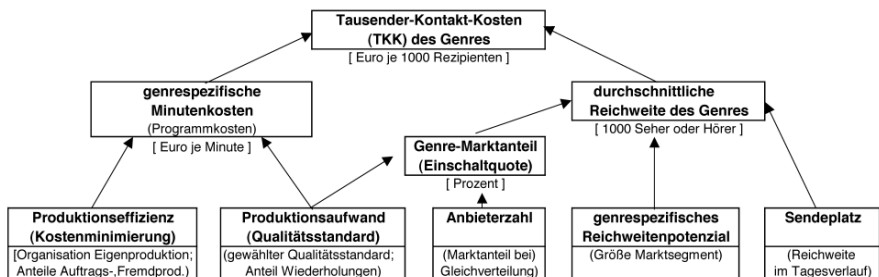 Tausender-Kontakt-Kosten
(TKK) des Genres
[ Euro je 1000 Rezipienten ]
genrespezifische
Minutenkosten
(Programmkosten)
[ Euro je Minute ]
durchschnittliche
Reichweite des Genres
[ 1000 Seher oder Hörer ]
Genre-Marktanteil
(Einschaltquote)
[ Prozent ]
Produktionseffizienz
(Kostenminimierung)
[Organisation Eigenproduktion;
Anteile Auftrags-,Fremdprod.)
Produktionsaufwand
(Qualitätsstandard)
(gewählter Qualitätsstandard;
Anteil Wiederholungen)
Anbieterzahl
(Marktanteil bei)
Gleichverteilung)
genrespezifisches
Reichweitenpotenzial
(Größe Marktsegment)
Sendeplatz
(Reichweite
im Tagesverlauf)